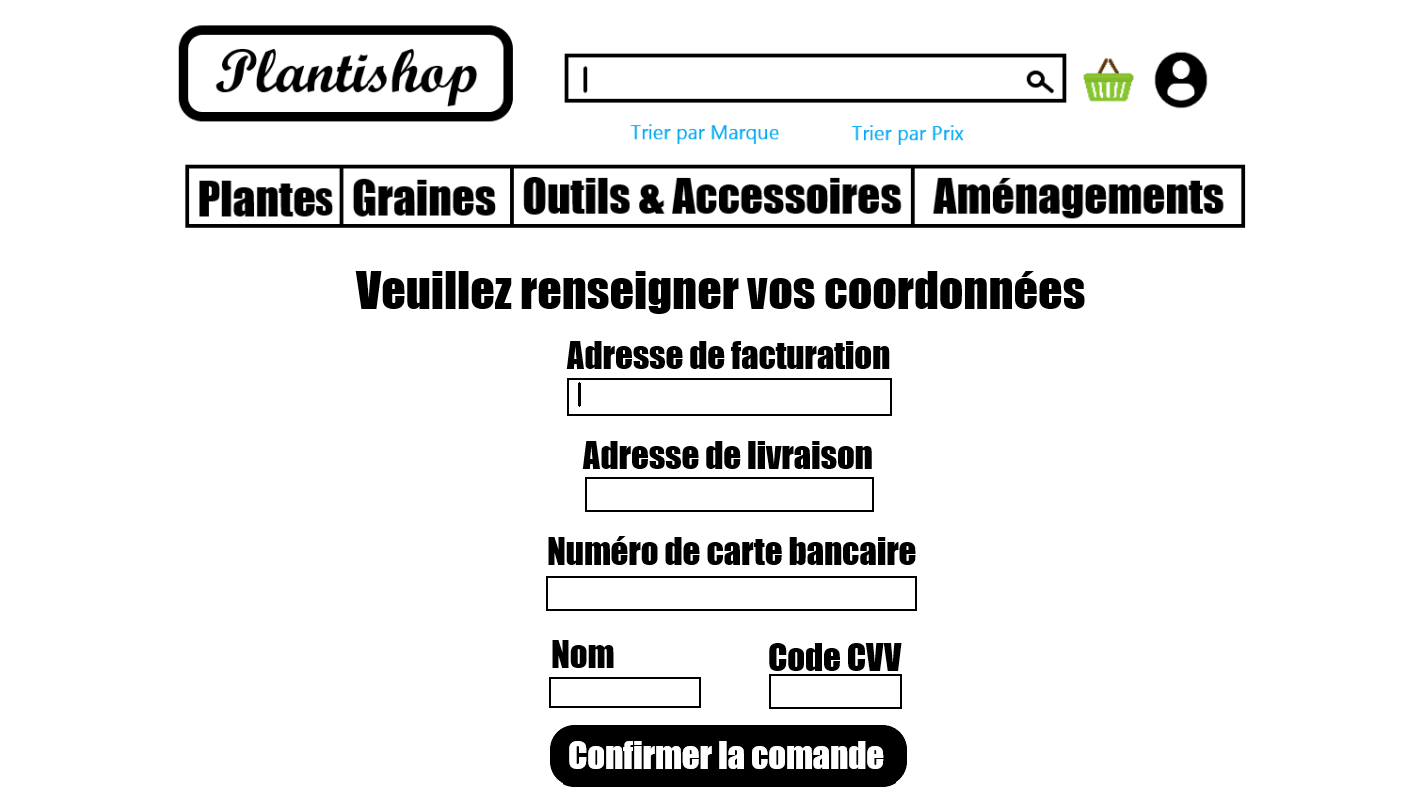 Plantishop
Trier par Marque Trier par Prix
Plantes Graines Outils & Accessoires Aménagements
Veuillez renseigner vos coordonnées
Adresse de facturation
Adresse de livraison
Numéro de carte bancaire
Nom Code CVV
Confirmer la comande